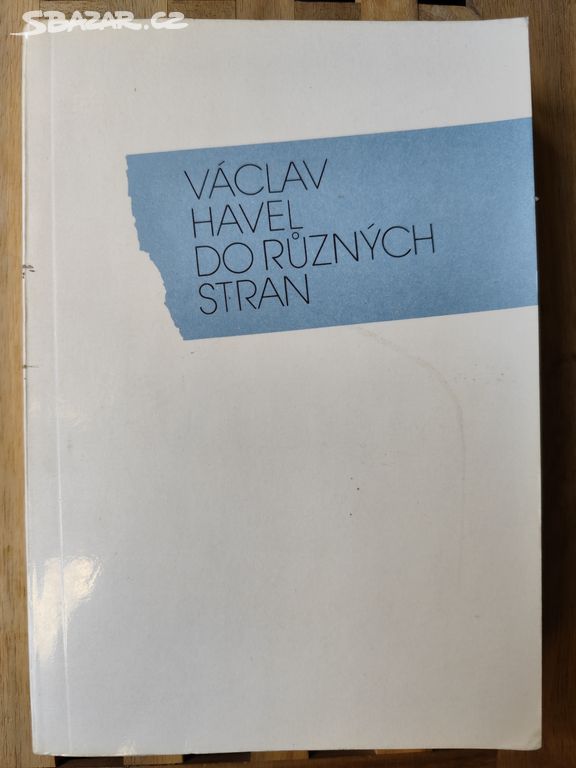 SBAZAR.CZ
VÁCLAV
HAVEL
DO RŮZNÝCH
STRAN